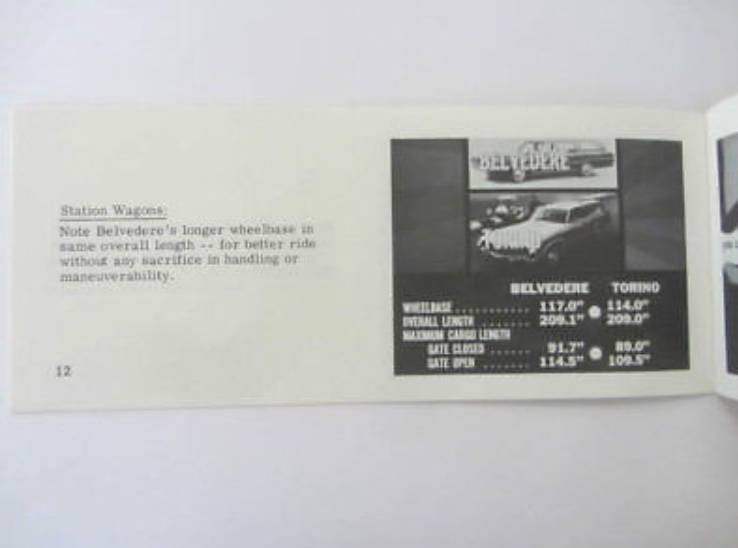 Station Wagons:
Note Belvedere's longer wheelbase in
same overall length -- for better ride
without any sacrifice in handling or
maneuverability.
12
BELVEDERE
TORINO
BELVEDERE TORINO
WHEELBASE .......... 117.0" 114.0"
OVERALL LENGTH ....... 209.1" 209.0"
MAXIMUM CARGO LENGTH
GATE CLOSED ....... 91.7" 89.0"
GATE OPEN ......... 114.5" 109.5"